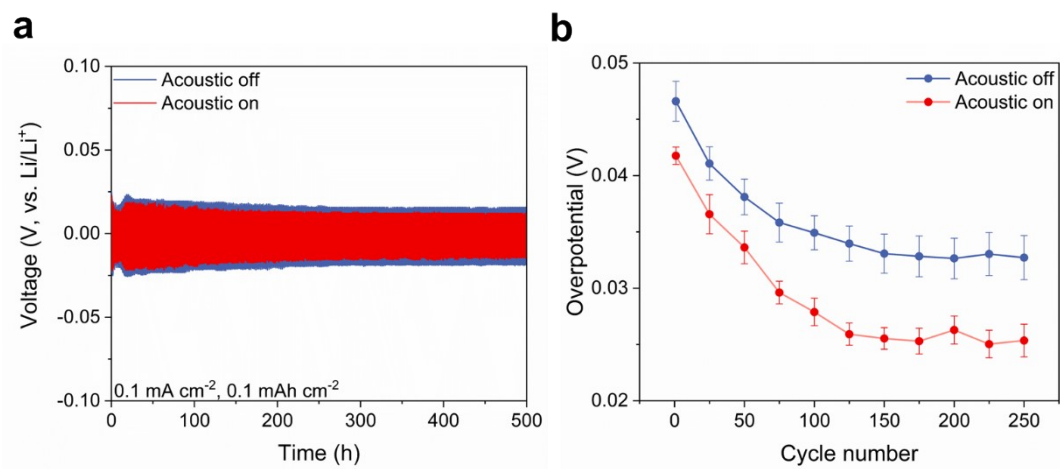 a
0.10
0.05
0.00
-0.05
-0.10
Voltage (V, vs. Li/Li⁺)
Acoustic off
Acoustic on
0.1 mA cm⁻², 0.1 mAh cm⁻²
0 100 200 300 400 500
Time (h)
b
0.05
0.04
0.03
0.02
Overpotential (V)
Acoustic off
Acoustic on
0 50 100 150 200 250
Cycle number